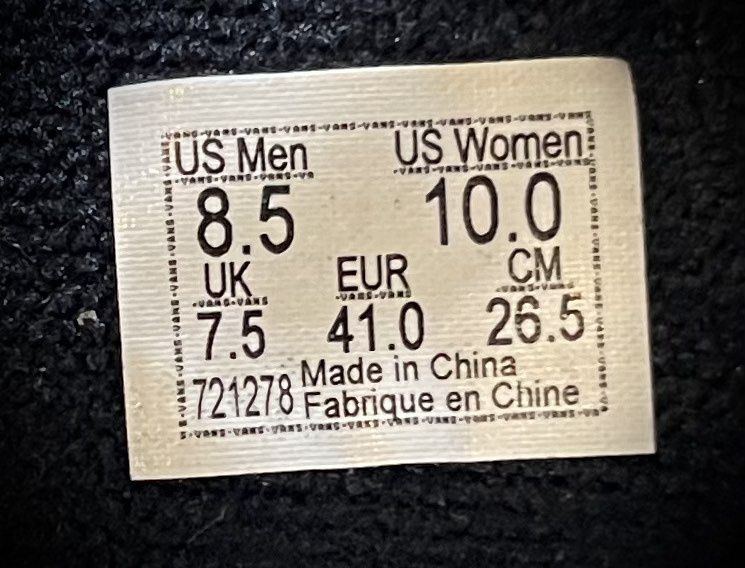 US Men US Women
8.5 10.0
UK EUR CM
7.5 41.0 26.5
721278 Made in China
Fabrique en Chine